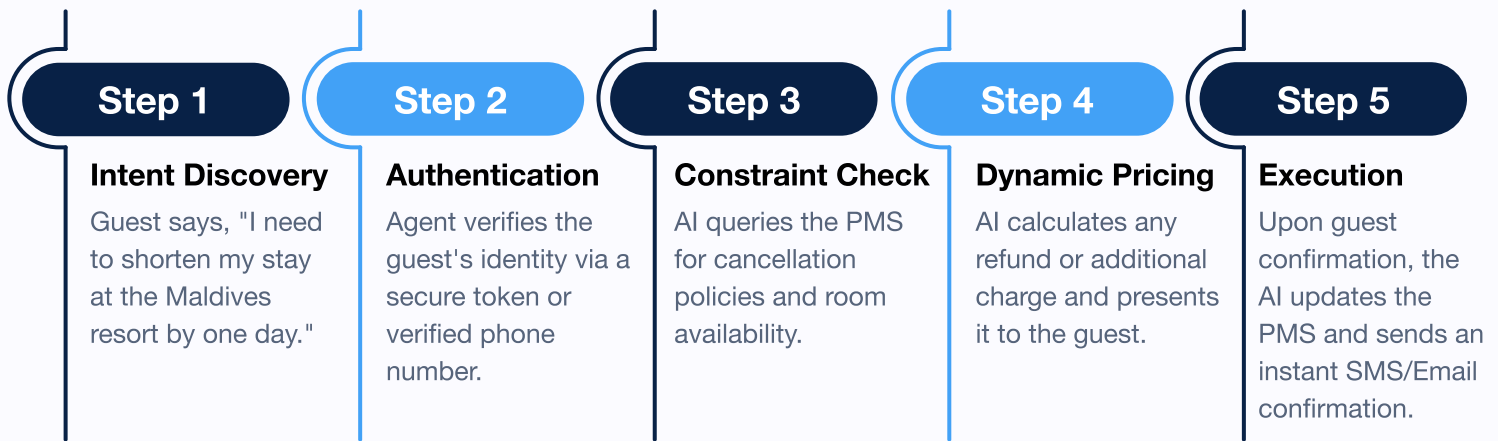 Step 1
Intent Discovery
Guest says, "I need
to shorten my stay
at the Maldives
resort by one day."
Step 2
Authentication
Agent verifies the
guest's identity via a
secure token or
verified phone
number.
Step 3
Constraint Check
AI queries the PMS
for cancellation
policies and room
availability.
Step 4
Dynamic Pricing
AI calculates any
refund or additional
charge and presents
it to the guest.
Step 5
Execution
Upon guest
confirmation, the
AI updates the
PMS and sends an
instant SMS/Email
confirmation.